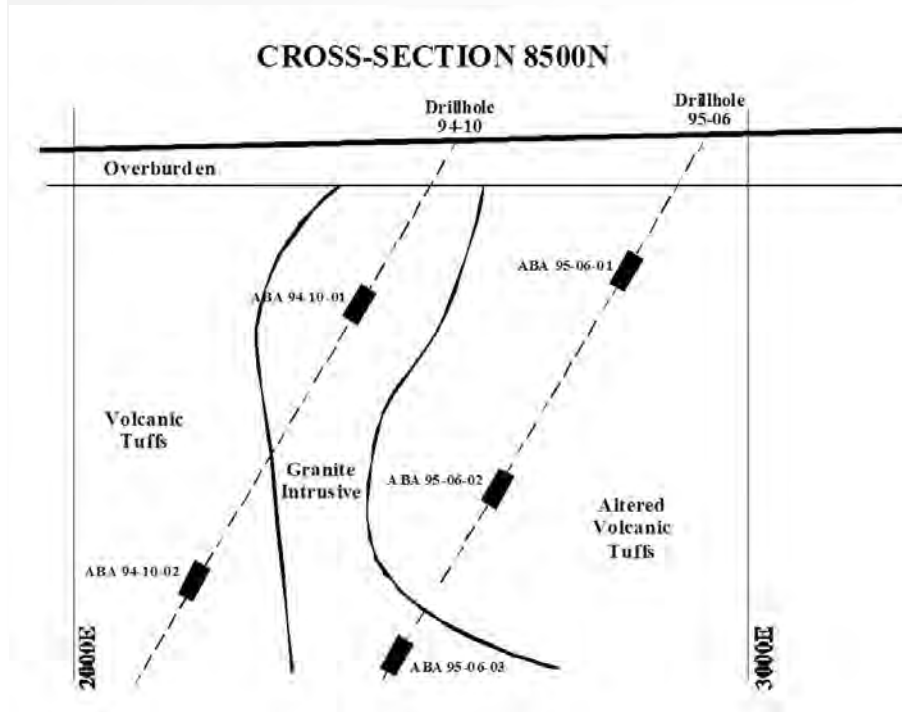 CROSS-SECTION 8500N
Drillhole
94-10
Drillhole
95-06
Overburden
ABA 95-06-01
ABA 94-10-01
Volcanic
Tuffs
Granite
Intrusive
ABA 95-06-02
Altered
Volcanic
Tuffs
ABA 94-10-02
ABA 95-06-03
3000E